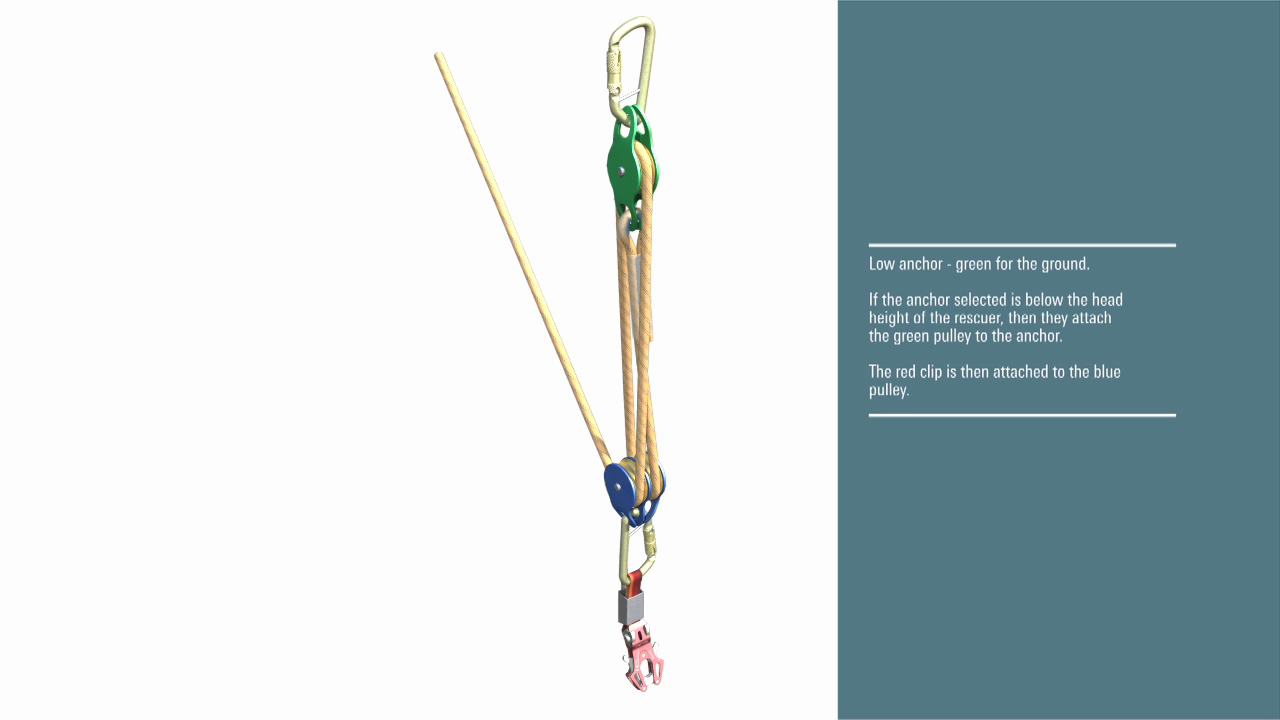 Low anchor - green for the ground.
If the anchor selected is below the head
height of the rescuer, then they attach
the green pulley to the anchor.
The red clip is then attached to the blue
pulley.